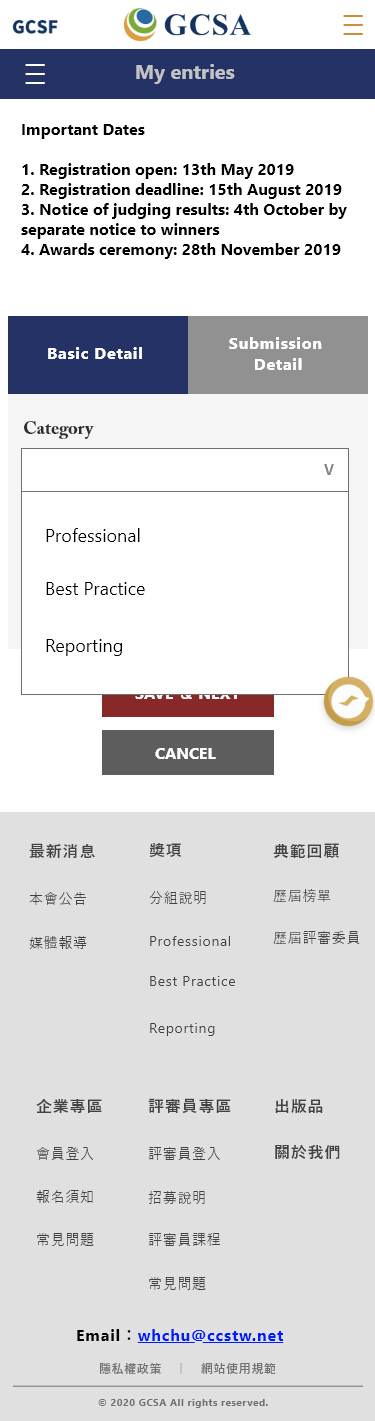 GCSF
GCSA
My entries
Important Dates
1. Registration open: 13th May 2019
2. Registration deadline: 15th August 2019
3. Notice of judging results: 4th October by
separate notice to winners
4. Awards ceremony: 28th November 2019
Basic Detail
Submission
Detail
Category
V
Professional
Best Practice
Reporting
SAVE & NEXT
CANCEL
最新消息
本會公告
媒體報導
獎項
分組說明
Professional
Best Practice
Reporting
典範回顧
歷屆榜單
歷屆評審委員
企業專區
會員登入
報名須知
常見問題
評審員專區
評審員登入
招募說明
評審員課程
常見問題
出版品
關於我們
Email：whchu@ccstw.net
隱私權政策 | 網站使用規範
© 2020 GCSA All rights reserved.